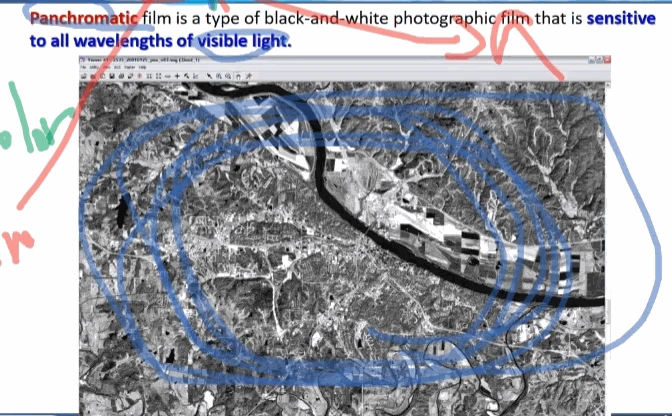 Panchromatic film is a type of black-and-white photographic film that is sensitive
to all wavelengths of visible light.